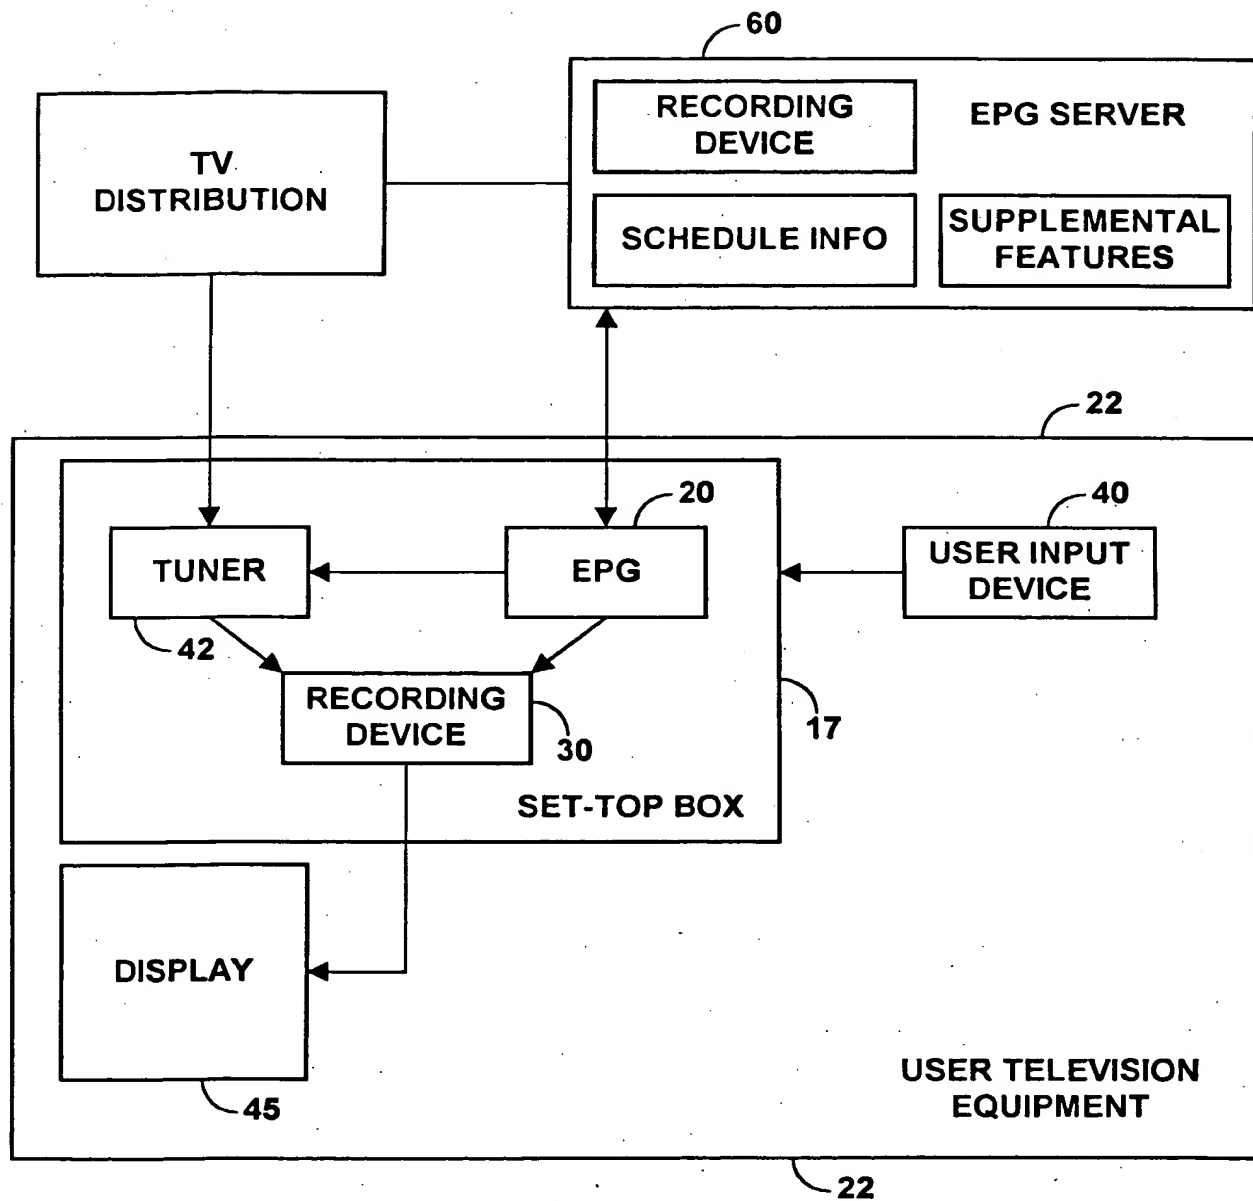 60
RECORDING
DEVICE
EPG SERVER
TV
DISTRIBUTION
SCHEDULE INFO
SUPPLEMENTAL
FEATURES
22
20
40
TUNER
EPG
USER INPUT
DEVICE
42
RECORDING
DEVICE
30
17
SET-TOP BOX
DISPLAY
45
USER TELEVISION
EQUIPMENT
22